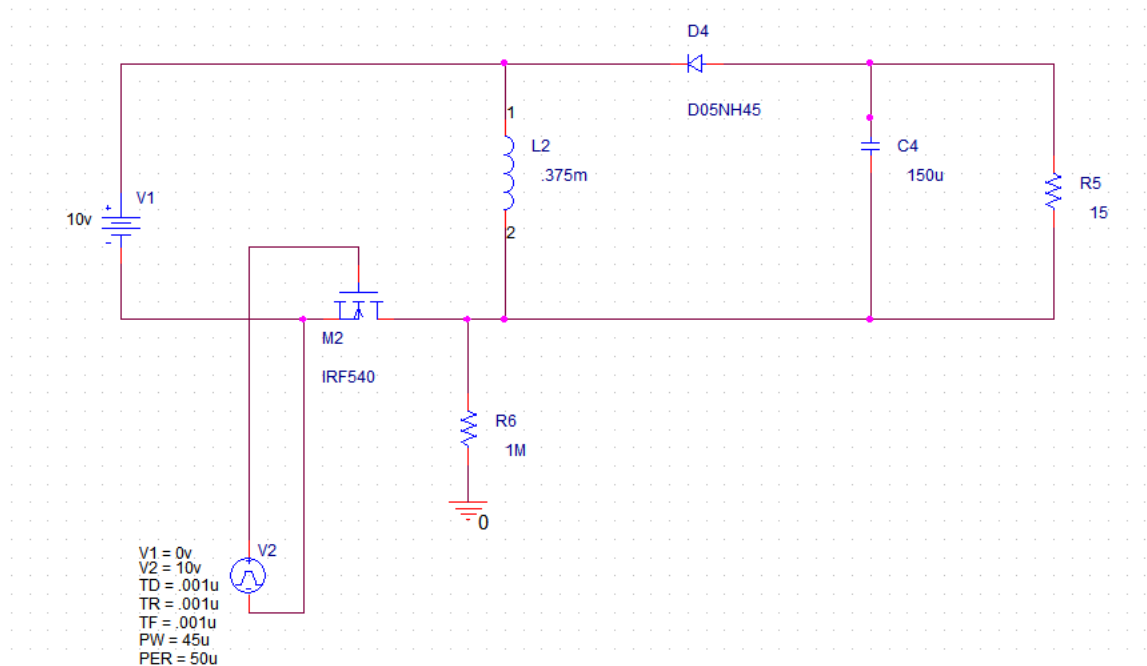 D4
D05NH45
1
L2
.375m
2
C4
150u
R5
15
+
V1
10v
-
M2
IRF540
R6
1M
0
V2
+
-
V1 = 0v
V2 = 10v
TD = .001u
TR = .001u
TF = .001u
PW = 45u
PER = 50u